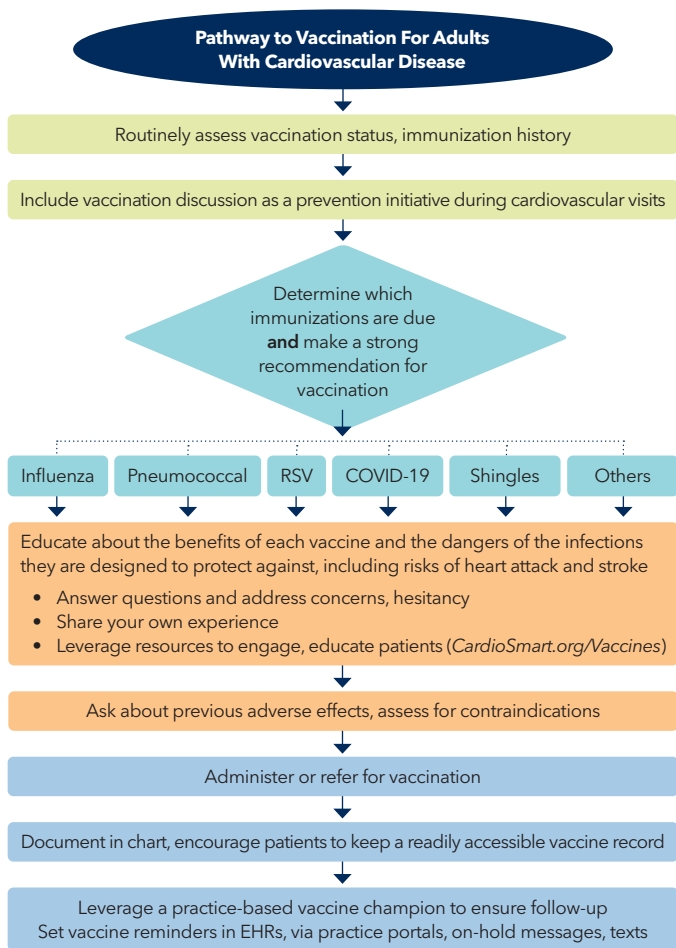 Pathway to Vaccination For Adults
With Cardiovascular Disease
Routinely assess vaccination status, immunization history
Include vaccination discussion as a prevention initiative during cardiovascular visits
Determine which
immunizations are due
and make a strong
recommendation for
vaccination
Influenza
Pneumococcal
RSV
COVID-19
Shingles
Others
Educate about the benefits of each vaccine and the dangers of the infections
they are designed to protect against, including risks of heart attack and stroke
• Answer questions and address concerns, hesitancy
• Share your own experience
• Leverage resources to engage, educate patients (CardioSmart.org/Vaccines)
Ask about previous adverse effects, assess for contraindications
Administer or refer for vaccination
Document in chart, encourage patients to keep a readily accessible vaccine record
Leverage a practice-based vaccine champion to ensure follow-up
Set vaccine reminders in EHRs, via practice portals, on-hold messages, texts